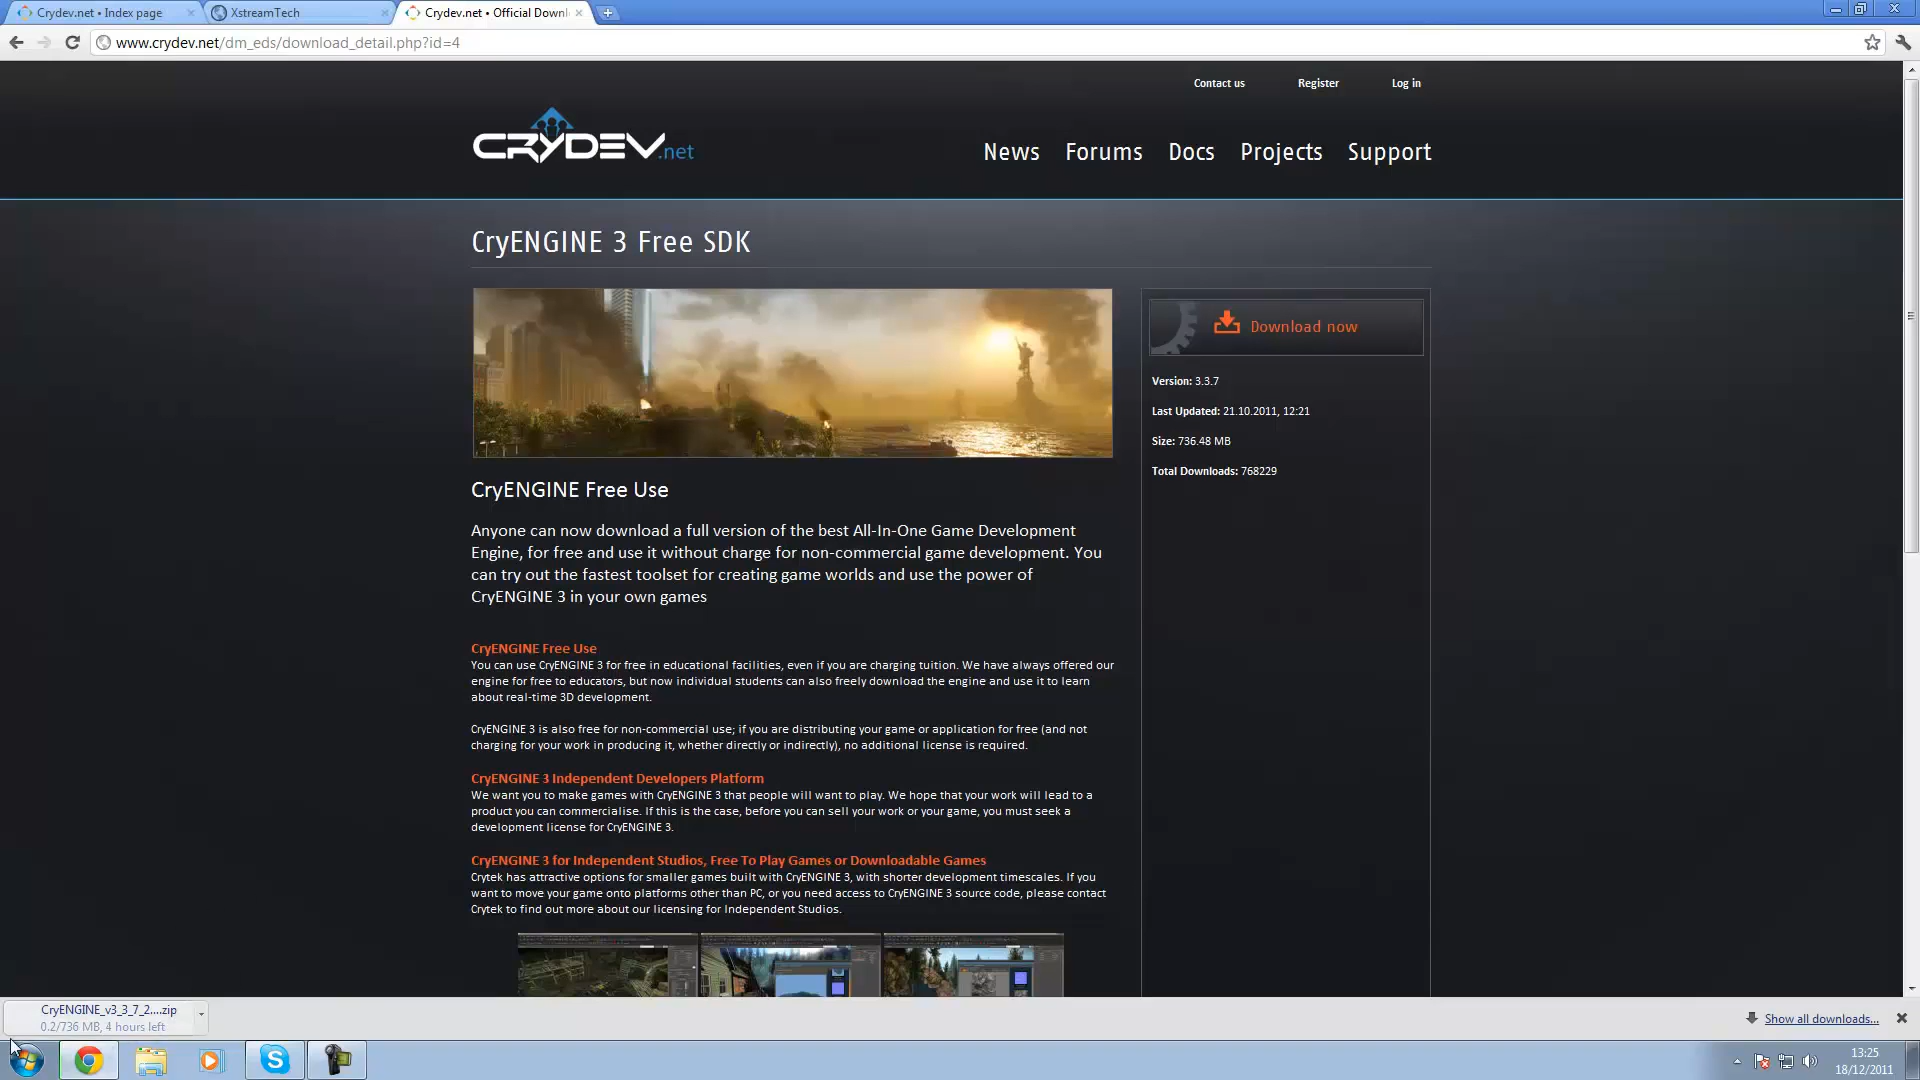 Crydev.net • Index page
XstreamTech
Crydev.net • Official Downl
www.crydev.net/dm_eds/download_detail.php?id=4
Contact us
Register
Log in
CRYDEV.net
News
Forums
Docs
Projects
Support
CryENGINE 3 Free SDK
Download now
Version: 3.3.7
Last Updated: 21.10.2011, 12:21
Size: 736.48 MB
Total Downloads: 768229
CryENGINE Free Use
Anyone can now download a full version of the best All-In-One Game Development
Engine, for free and use it without charge for non-commercial game development. You
can try out the fastest toolset for creating game worlds and use the power of
CryENGINE 3 in your own games
CryENGINE Free Use
You can use CryENGINE 3 for free in educational facilities, even if you are charging tuition. We have always offered our
engine for free to educators, but now individual students can also freely download the engine and use it to learn
about real-time 3D development.
CryENGINE 3 is also free for non-commercial use; if you are distributing your game or application for free (and not
charging for your work in producing it, whether directly or indirectly), no additional license is required.
CryENGINE 3 Independent Developers Platform
We want you to make games with CryENGINE 3 that people will want to play. We hope that your work will lead to a
product you can commercialise. If this is the case, before you can sell your work or your game, you must seek a
development license for CryENGINE 3.
CryENGINE 3 for Independent Studios, Free To Play Games or Downloadable Games
Crytek has attractive options for smaller games built with CryENGINE 3, with shorter development timescales. If you
want to move your game onto platforms other than PC, or you need access to CryENGINE 3 source code, please contact
Crytek to find out more about our licensing for Independent Studios.
CryENGINE_v3_3_7_2....zip
0.2/736 MB, 4 hours left
Show all downloads...
13:25
18/12/2011